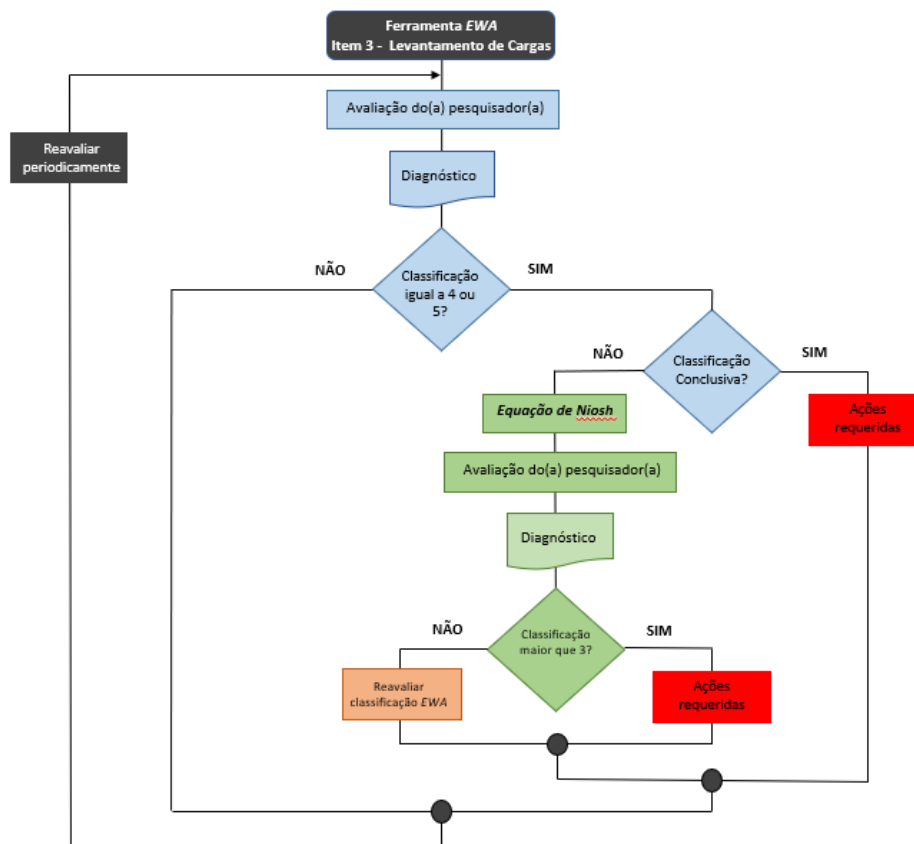 Ferramenta EWA
Item 3 - Levantamento de Cargas
Avaliação do(a) pesquisador(a)
Reavaliar
periodicamente
Diagnóstico
NÃO
Classificação
igual a 4 ou
5?
SIM
NÃO
Classificação
Conclusiva?
SIM
Equação de Niosh
Ações
requeridas
Avaliação do(a) pesquisador(a)
Diagnóstico
NÃO
Classificação
maior que 3?
SIM
Reavaliar
classificação EWA
Ações
requeridas